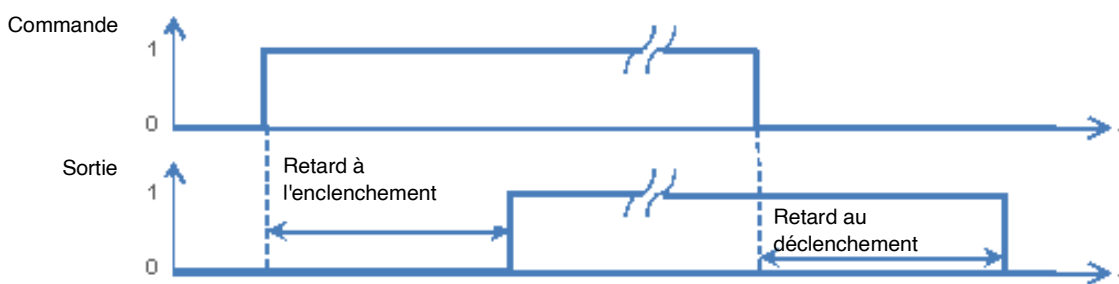 Commande
1
0
Sortie
Retard à
l'enclenchement
1
Retard au
déclenchement
0